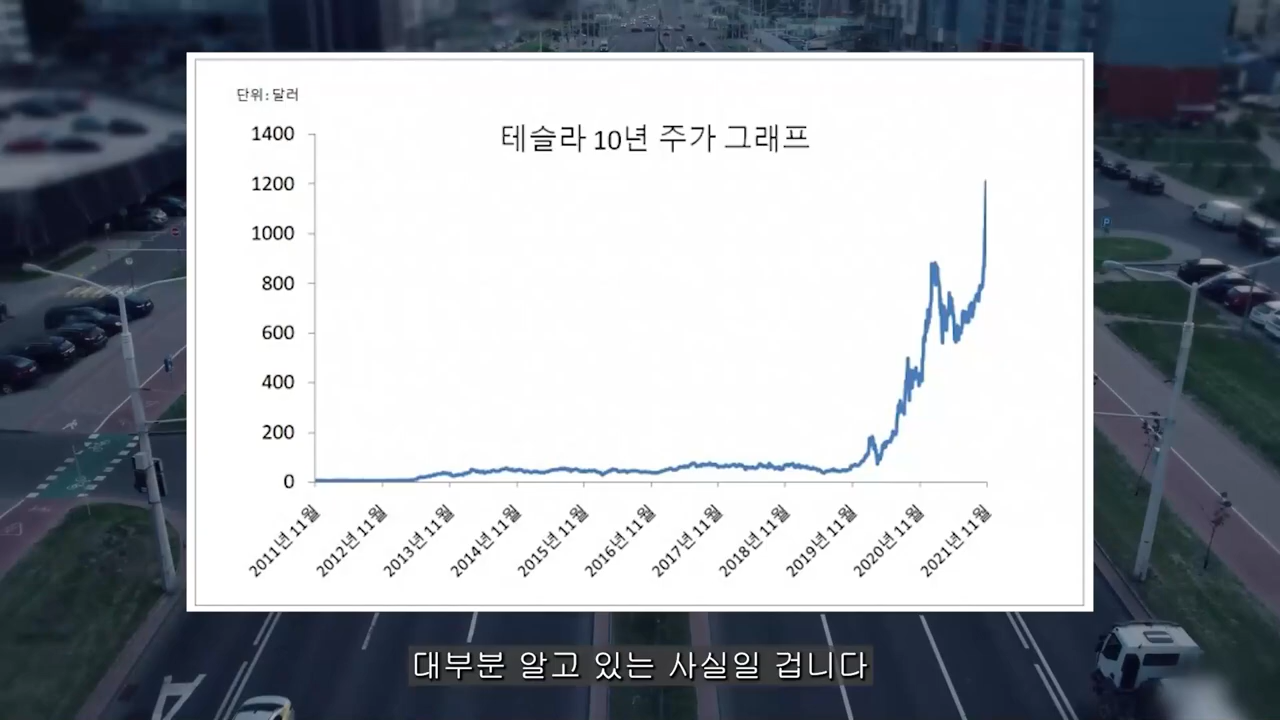 단위:달러
테슬라 10년 주가 그래프
1400
1200
1000
800
600
400
200
0
2011년 11월
2012년 11월
2013년 11월
2014년 11월
2015년 11월
2016년 11월
2017년 11월
2018년 11월
2019년 11월
2020년 11월
2021년 11월
대부분 알고 있는 사실일 겁니다